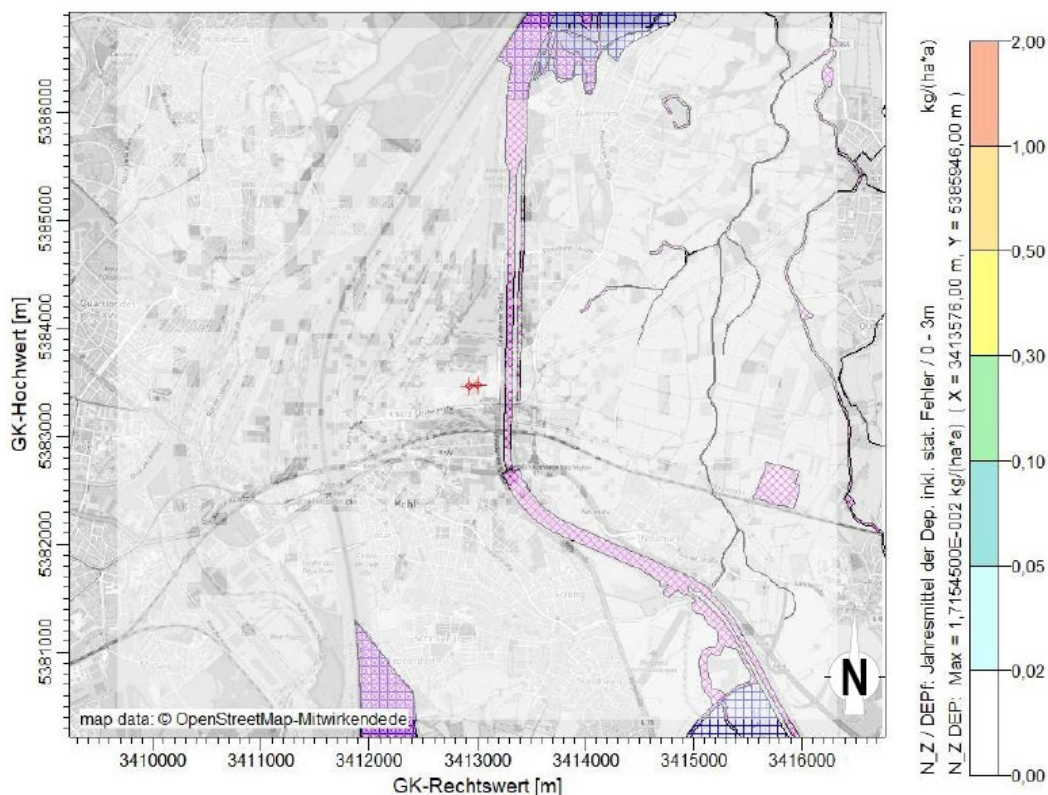 GK-Hochwert [m]
5386000
5385000
5384000
5383000
5382000
5381000
Kehl
N
map data: © OpenStreetMap-Mitwirkende.de
3410000 3411000 3412000 3413000 3414000 3415000 3416000
GK-Rechtswert [m]
N_Z / DEPf: Jahresmittel der Dep. inkl. stat. Fehler / 0 - 3m
N_Z DEP: Max = 1,7154500E-002 kg/(ha*a) ( X = 3413576,00 m, Y = 5385946,00 m )
kg/(ha*a)
2,00
1,00
0,50
0,30
0,10
0,05
0,02
0,00